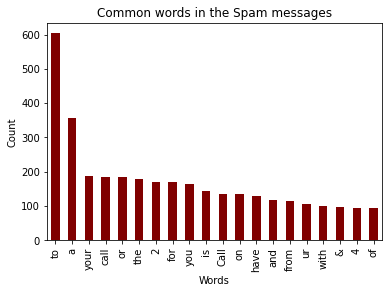 Common words in the Spam messages
600
500
400
300
200
100
0
Count
to a your call or the 2 for you is Call on have and from ur with & 4 of
Words